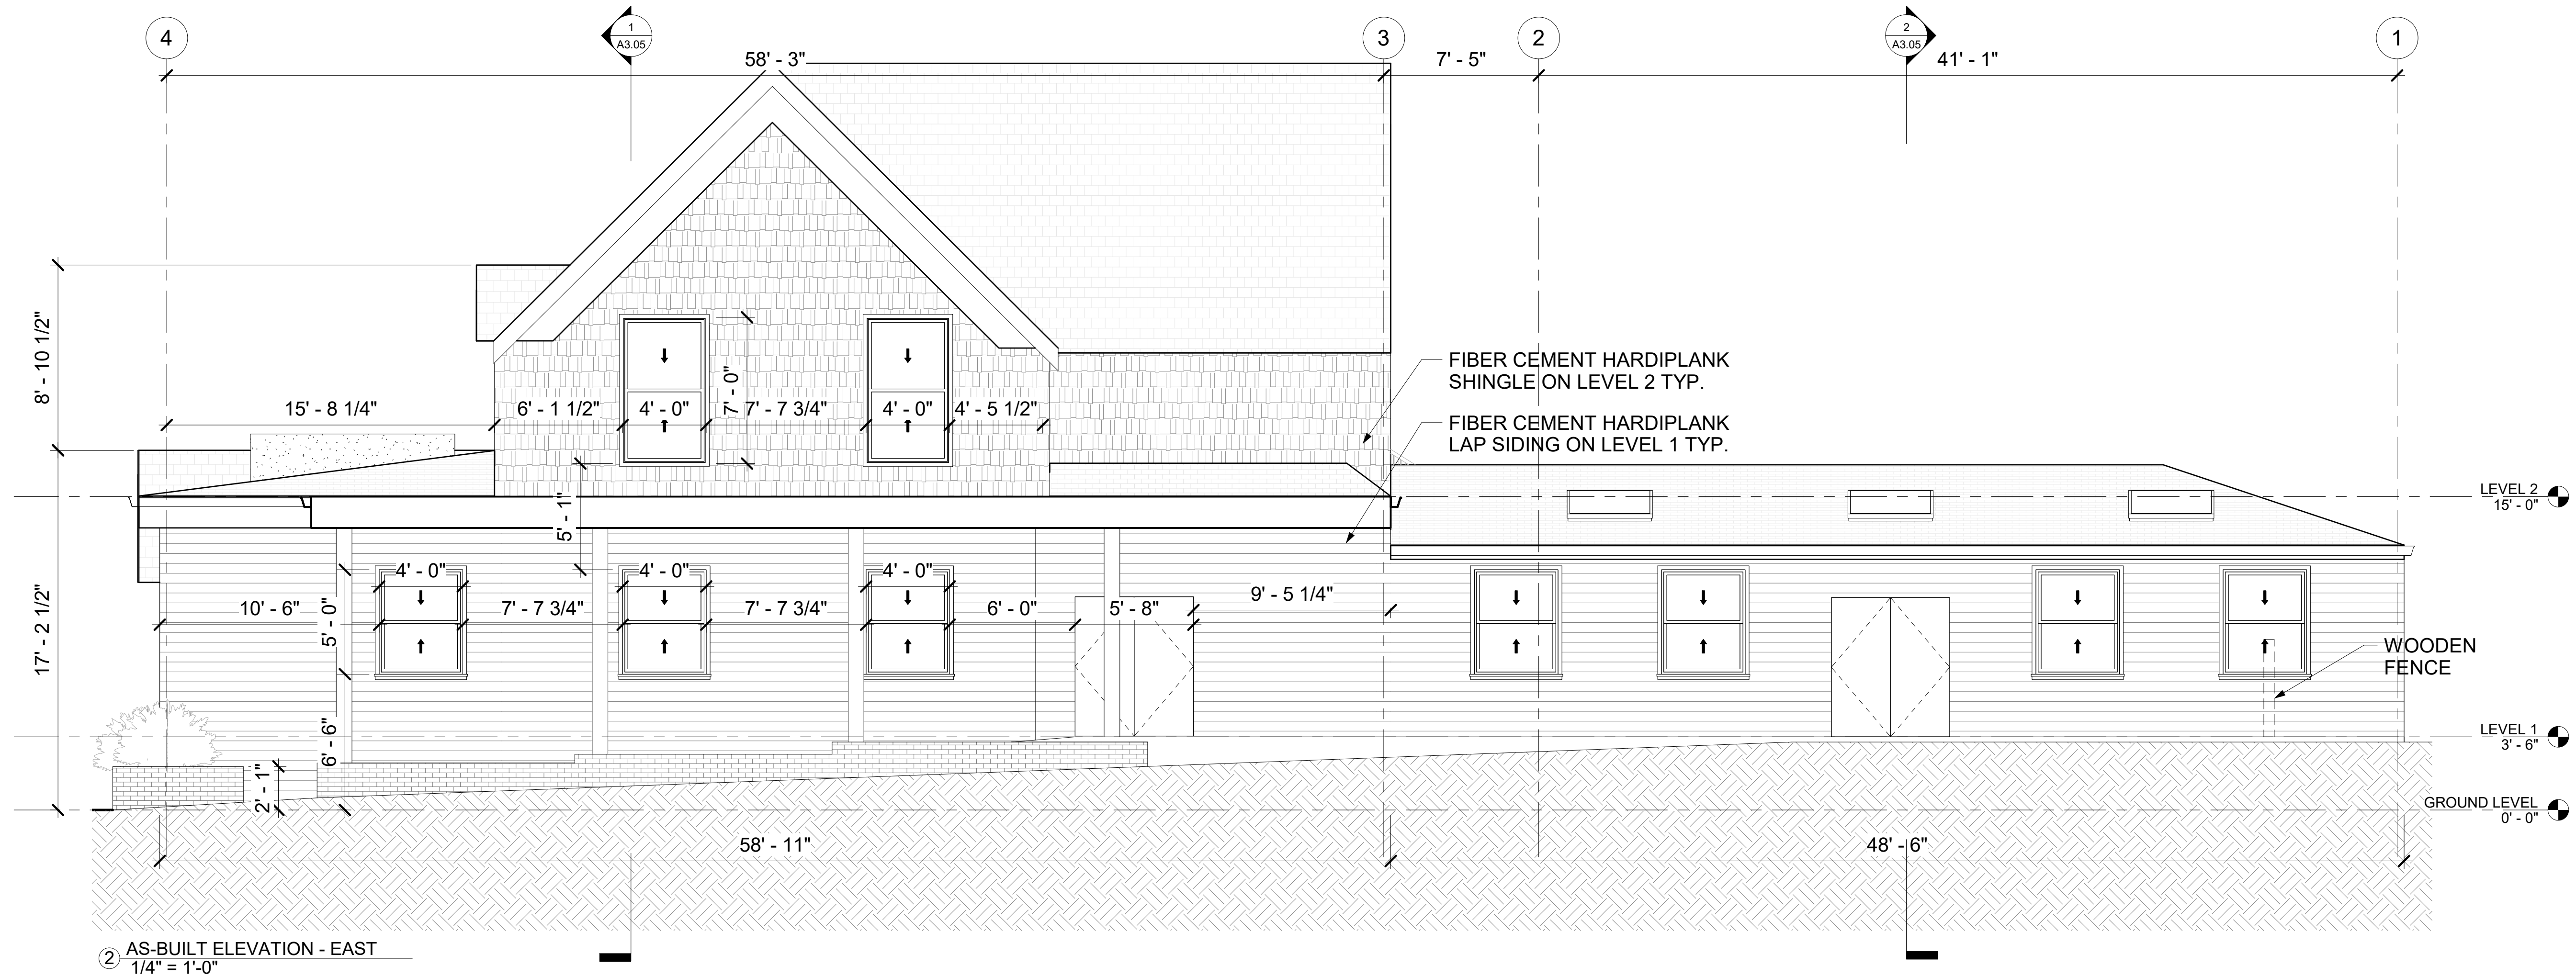 4
1
A3.05
3
2
2
A3.05
1
58' - 3"
7' - 5"
41' - 1"
8' - 10 1/2"
17' - 2 1/2"
15' - 8 1/4"
6' - 1 1/2"
4' - 0"
7' - 0"
7' - 7 3/4"
4' - 0"
4' - 5 1/2"
FIBER CEMENT HARDIPLANK
SHINGLE ON LEVEL 2 TYP.
FIBER CEMENT HARDIPLANK
LAP SIDING ON LEVEL 1 TYP.
LEVEL 2
15' - 0"
5' - 1"
4' - 0"
4' - 0"
4' - 0"
10' - 6"
5' - 0"
7' - 7 3/4"
7' - 7 3/4"
6' - 0"
5' - 8"
9' - 5 1/4"
WOODEN
FENCE
6' - 6"
2' - 1"
LEVEL 1
3' - 6"
GROUND LEVEL
0' - 0"
58' - 11"
48' - 6"
2
AS-BUILT ELEVATION - EAST
1/4" = 1'-0"